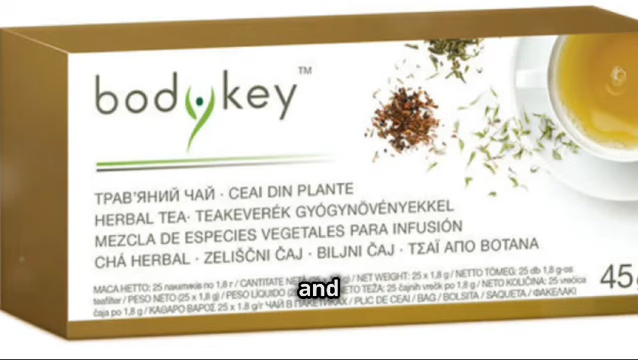 bodykey™
ТРАВ'ЯНИЙ ЧАЙ · CEAI DIN PLANTE
HERBAL TEA· TEAKEVERÉK GYÓGYNÖVÉNYEKKEL
MEZCLA DE ESPECIES VEGETALES PARA INFUSIÓN
CHÁ HERBAL · ZELIŠČNI ČAJ · BILJNI ČAJ · ΤΣΑΪ ΑΠΟ ΒΟΤΑΝΑ
МАСА НЕТТО: 25 пакетиків по 1,8 г / CANTITATE NETĂ / NET WEIGHT: 25 x 1,8 g / NETTÓ TÖMEG: 25 db 1,8 g-os
teafilter / PESO NETO (25 x 1,8 g) / PESO LÍQUIDO (2 NETO TEŽA: 25 čajnih vrečk po 1,8 g / NETO KOLIČINA: 25 vrećica
čaja po 1,8 g / ΚΑΘΑΡΟ ΒΑΡΟΣ 25 x 1,8 g/г ЧАЙ В ПАКЕТИКАХ / PLIC DE CEAI / BAG / BOLSITA / SAQUETA / ΦΑΚΕΛΑΚΙ
45
and